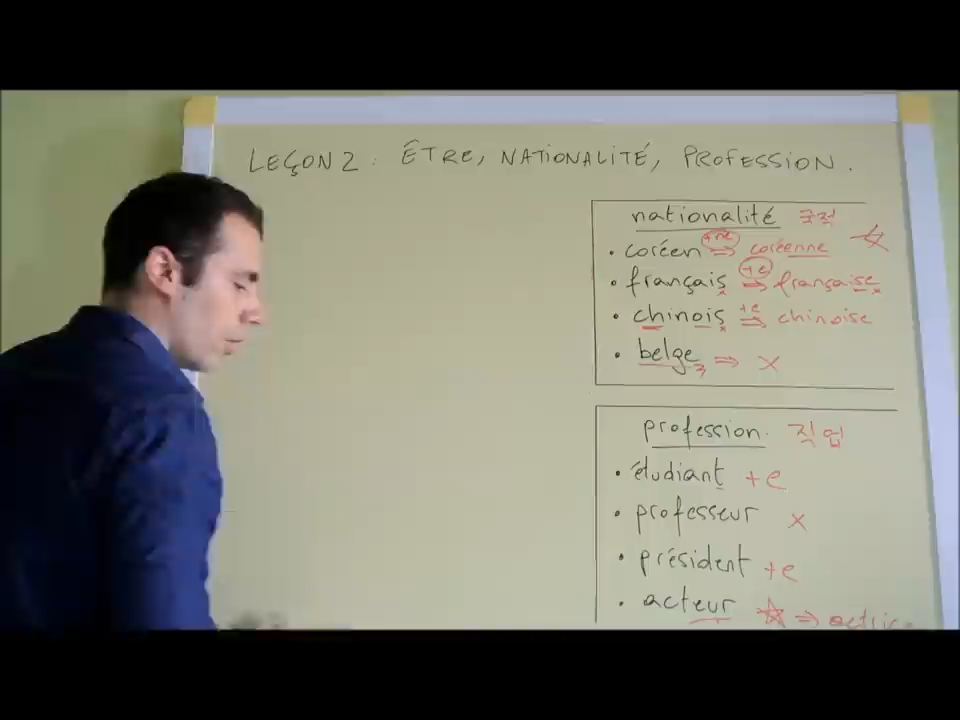 LEÇON 2 : ÊTRE, NATIONALITÉ, PROFESSION.
nationalité 국적
• coréen +ne ⇒ coréenne
• français +e ⇒ française
• chinois +e ⇒ chinoise
• belge ⇒ x
profession. 직업
• étudiant +e
• professeur x
• président +e
• acteur ☆ ⇒ actrice